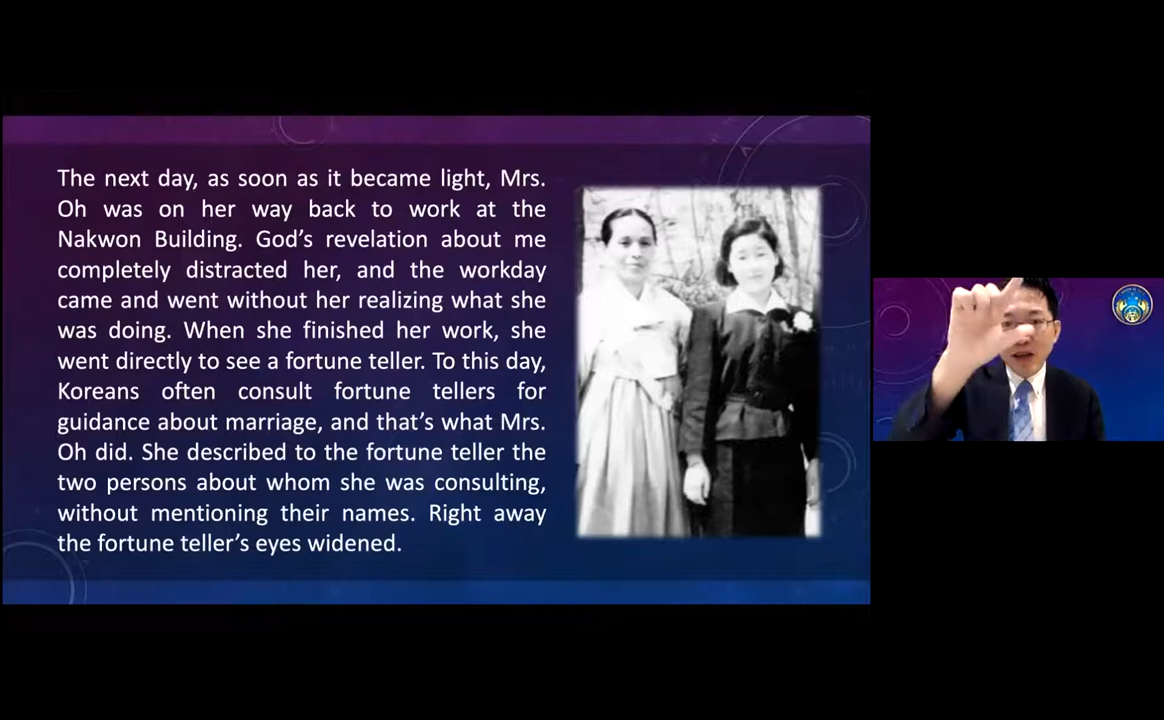 The next day, as soon as it became light, Mrs.
Oh was on her way back to work at the
Nakwon Building. God’s revelation about me
completely distracted her, and the workday
came and went without her realizing what she
was doing. When she finished her work, she
went directly to see a fortune teller. To this day,
Koreans often consult fortune tellers for
guidance about marriage, and that’s what Mrs.
Oh did. She described to the fortune teller the
two persons about whom she was consulting,
without mentioning their names. Right away
the fortune teller’s eyes widened.